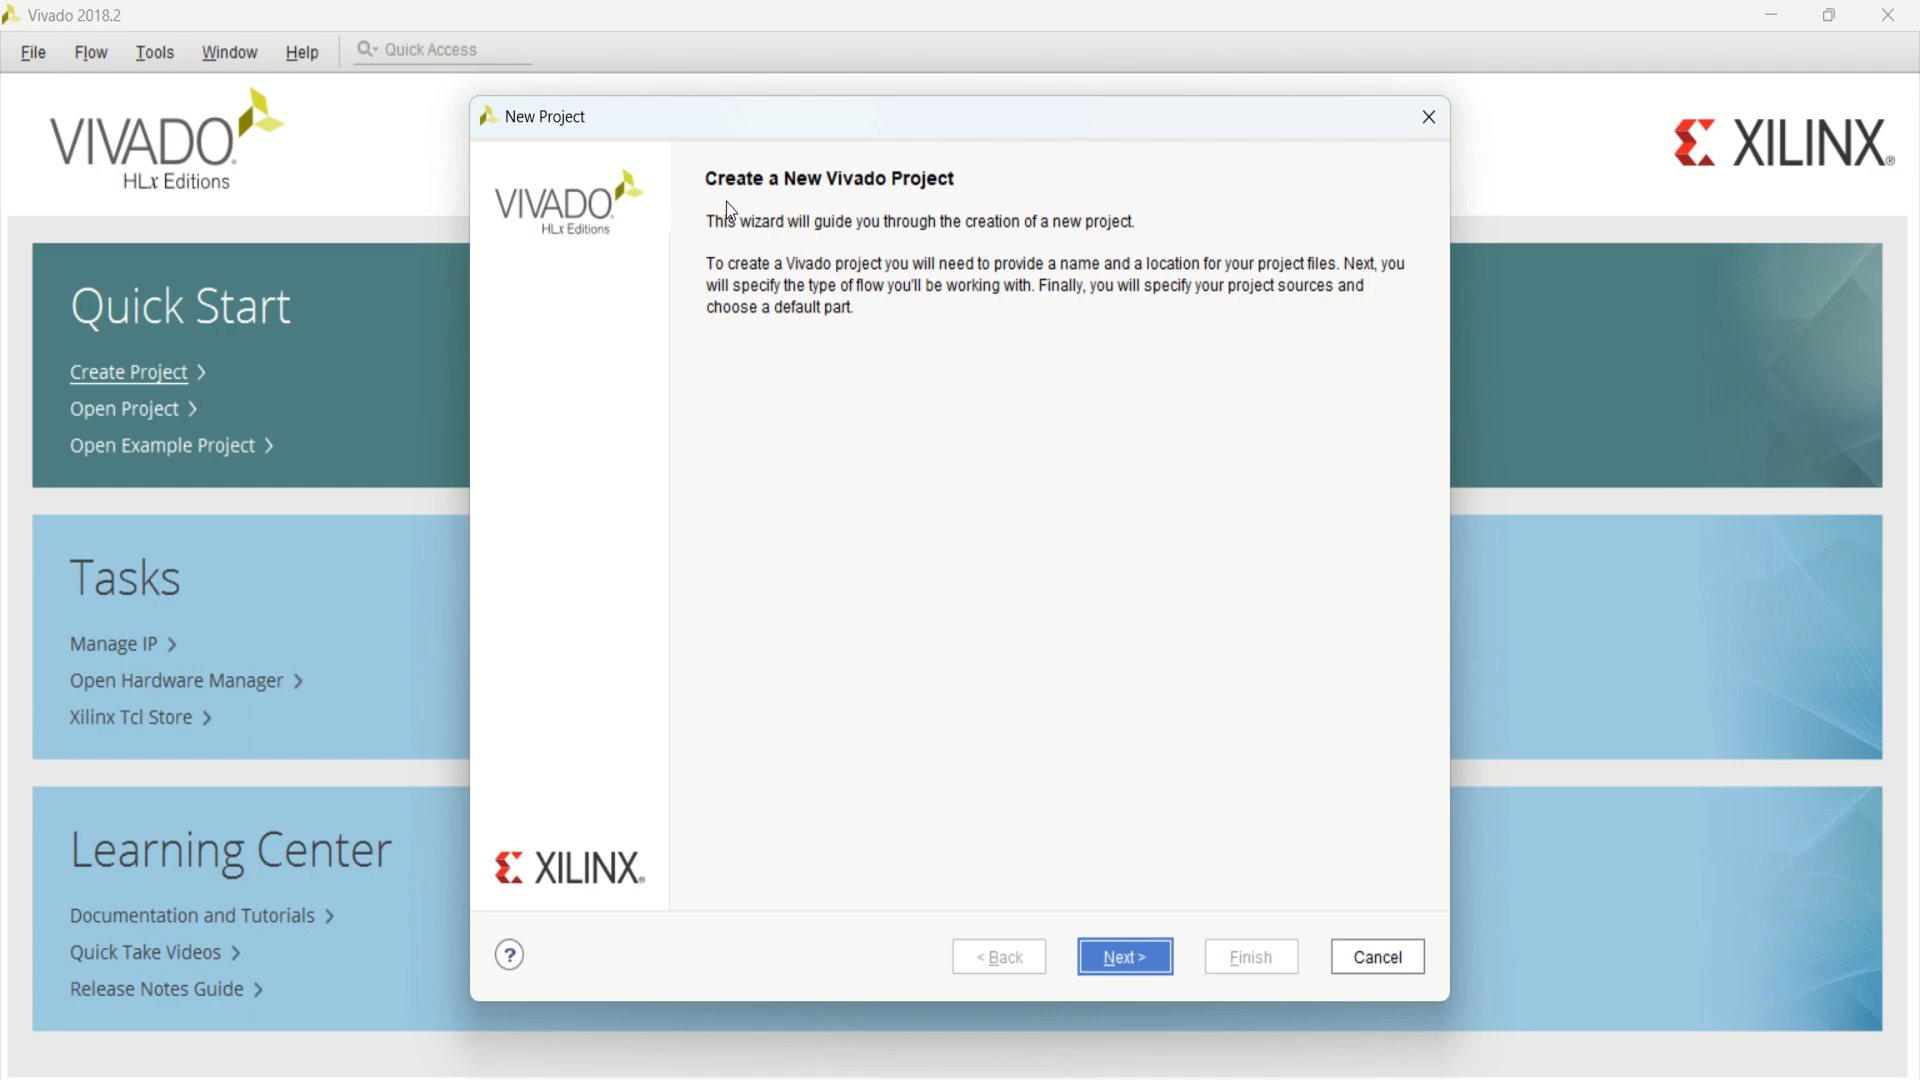 Vivado 2018.2
File Flow Tools Window Help Quick Access
VIVADO.
HLx Editions
XILINX
New Project
VIVADO.
HLx Editions
Create a New Vivado Project
This wizard will guide you through the creation of a new project.
To create a Vivado project you will need to provide a name and a location for your project files. Next, you
will specify the type of flow you'll be working with. Finally, you will specify your project sources and
choose a default part.
XILINX
? < Back Next > Finish Cancel
Quick Start
Create Project >
Open Project >
Open Example Project >
Tasks
Manage IP >
Open Hardware Manager >
Xilinx Tcl Store >
Learning Center
Documentation and Tutorials >
Quick Take Videos >
Release Notes Guide >